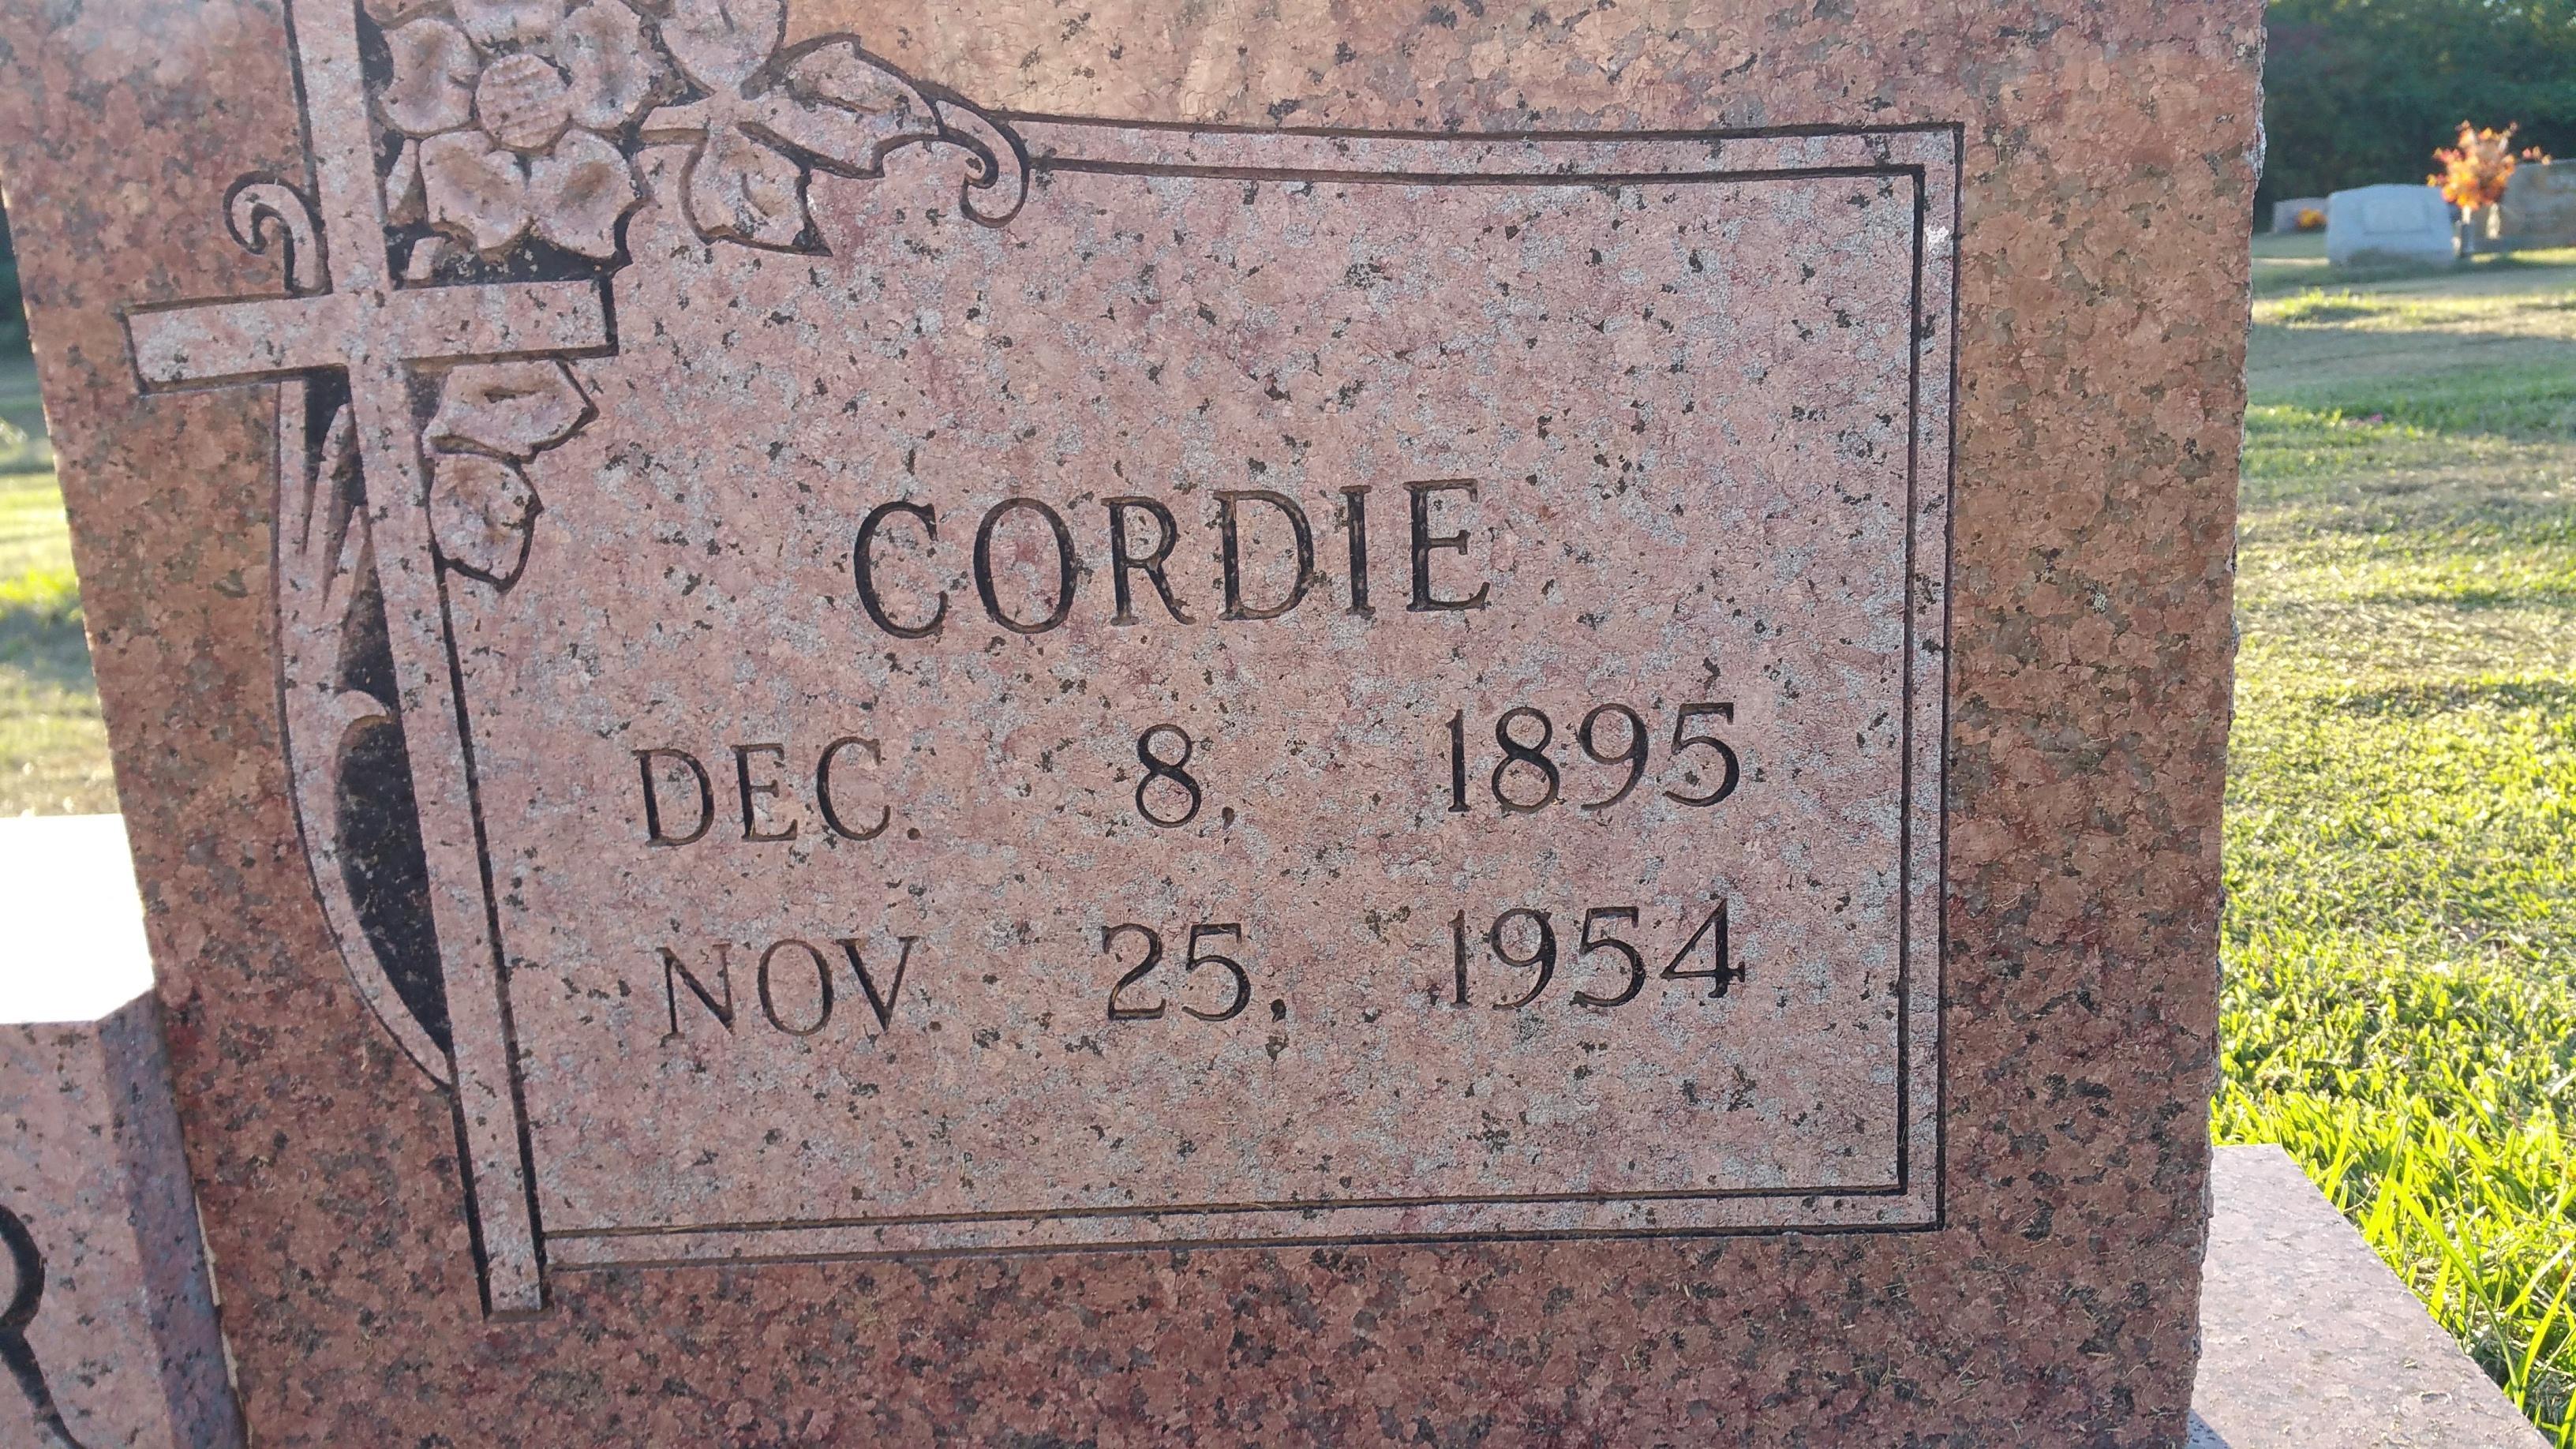 CORDIE
DEC. 8, 1895
NOV. 25, 1954